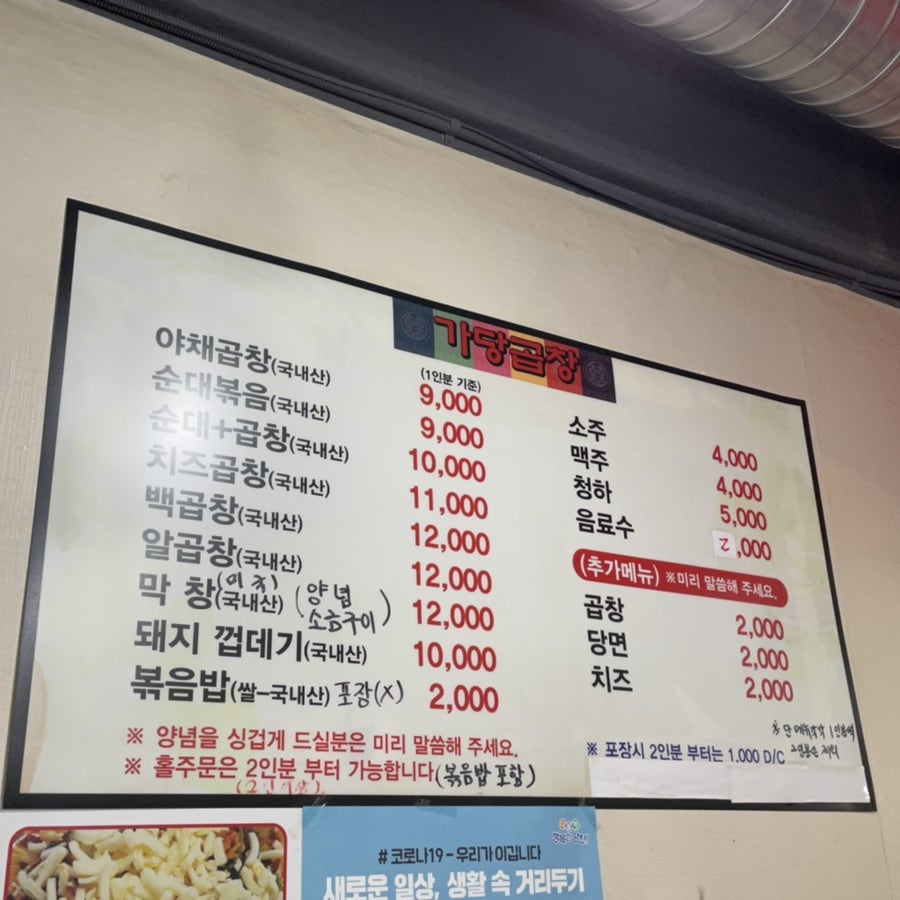 가당곱창
(1인분 기준)
야채곱창(국내산) 9,000
순대볶음(국내산) 9,000
순대+곱창(국내산) 10,000
치즈곱창(국내산) 11,000
백곱창(국내산) 12,000
알곱창(국내산) 12,000
막 창(국내산) (양념 소금구이) 12,000
돼지 껍데기(국내산) 10,000
볶음밥(쌀-국내산) 포장(X) 2,000
※ 양념을 싱겁게 드실분은 미리 말씀해 주세요.
※ 홀주문은 2인분 부터 가능합니다(볶음밥 포함)
소주 4,000
맥주 4,000
청하 5,000
음료수 2,000
(추가메뉴) ※미리 말씀해 주세요.
곱창 2,000
당면 2,000
치즈 2,000
※ 포장시 2인분 부터는 1,000 D/C
#코로나19-우리가 이깁니다
새로운 일상, 생활 속 거리두기